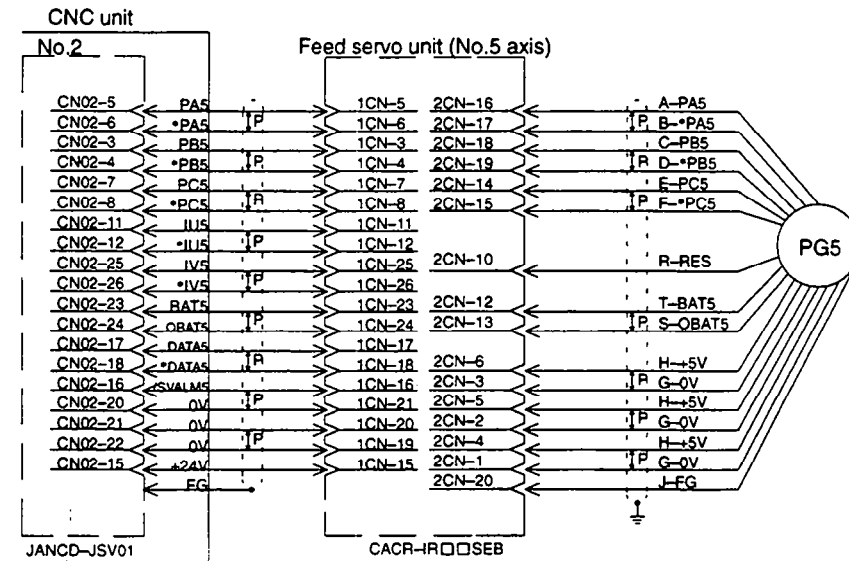 CNC unit
No.2
Feed servo unit (No.5 axis)
CN02-5 PA5 1CN-5 2CN-16 A-PA5
P P
CN02-6 *PA5 1CN-6 2CN-17 B-*PA5
CN02-3 PB5 1CN-3 2CN-18 C-PB5
P R
CN02-4 *PB5 1CN-4 2CN-19 D-*PB5
CN02-7 PC5 1CN-7 2CN-14 E-PC5
R P
CN02-8 *PC5 1CN-8 2CN-15 F-*PC5
CN02-11 IU5 1CN-11
P
CN02-12 *IU5 1CN-12
PG5
CN02-25 IV5 1CN-25 2CN-10 R-RES
P
CN02-26 *IV5 1CN-26
CN02-23 BAT5 1CN-23 2CN-12 T-BAT5
P P
CN02-24 OBAT5 1CN-24 2CN-13 S-OBAT5
CN02-17 DATA5 1CN-17
R
CN02-18 *DATA5 1CN-18 2CN-6 H-+5V
R
CN02-16 /SVALM5 1CN-16 2CN-3 G-0V
P
CN02-20 0V 1CN-21 2CN-5 H-+5V
P
CN02-21 0V 1CN-20 2CN-2 G-0V
P
CN02-22 0V 1CN-19 2CN-4 H-+5V
P
CN02-15 +24V 1CN-15 2CN-1 G-0V
FG 2CN-20 J-FG
JANCD-JSV01
CACR-IR□□SEB